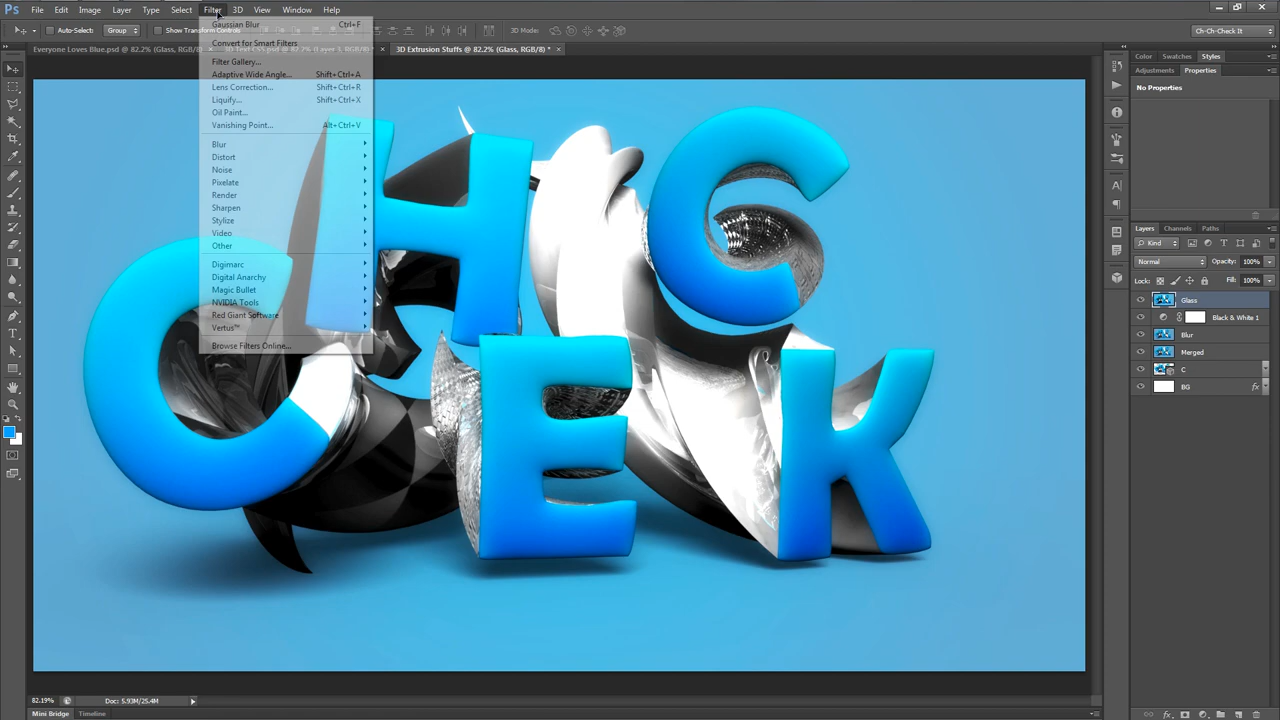 Ps File Edit Image Layer Type Select Filter 3D View Window Help
Auto-Select: Group Show Transform Controls 3D Mode: Ch-Ch-Check It
Everyone Loves Blue.psd @ 82.2% (Glass, RGB/8) 3D Extrusion Stuffs @ 82.2% (Glass, RGB/8) *
Gaussian Blur Ctrl+F
Convert for Smart Filters
Filter Gallery...
Adaptive Wide Angle... Shift+Ctrl+A
Lens Correction... Shift+Ctrl+R
Liquify... Shift+Ctrl+X
Oil Paint...
Vanishing Point... Alt+Ctrl+V
Blur
Distort
Noise
Pixelate
Render
Sharpen
Stylize
Video
Other
Digimarc
Digital Anarchy
Magic Bullet
NVIDIA Tools
Red Giant Software
Vertus™
Browse Filters Online...
C H C
E K
Color Swatches Styles
Adjustments Properties
No Properties
Layers Channels Paths
Kind
Normal Opacity: 100%
Lock: Fill: 100%
Glass
Black & White 1
Blur
Merged
C
BG fx
82.19% Doc: 5.93M/25.4M
Mini Bridge Timeline